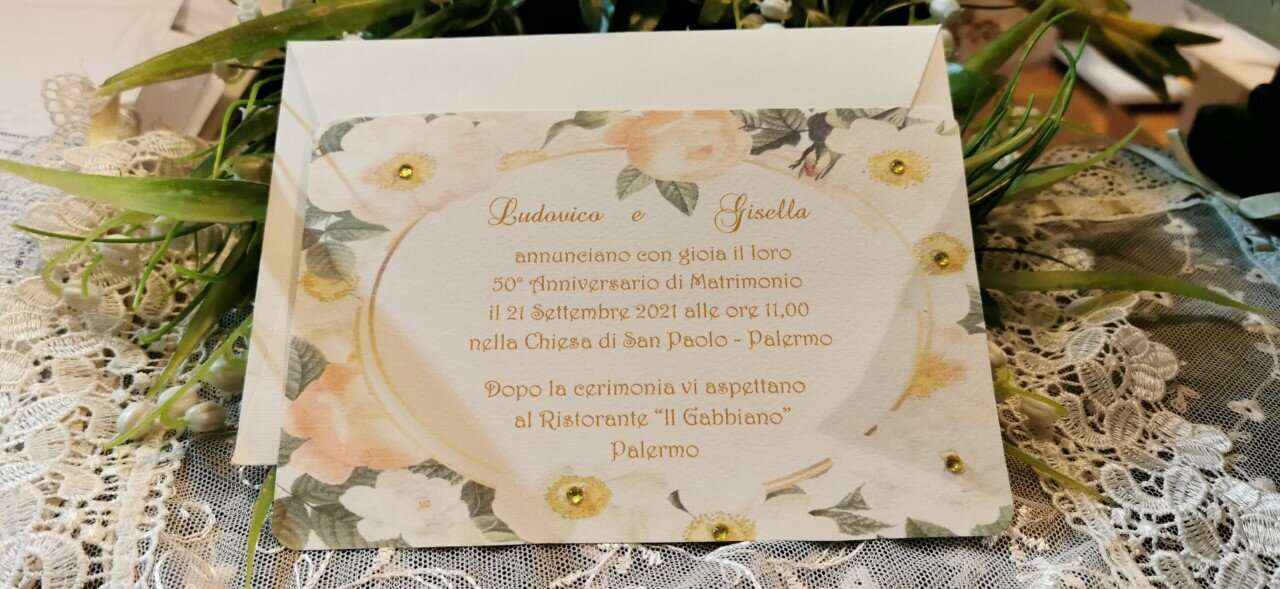 Ludovico e Gisella
annunciano con gioia il loro
50° Anniversario di Matrimonio
il 21 Settembre 2021 alle ore 11,00
nella Chiesa di San Paolo - Palermo
Dopo la cerimonia vi aspettano
al Ristorante “Il Gabbiano”
Palermo